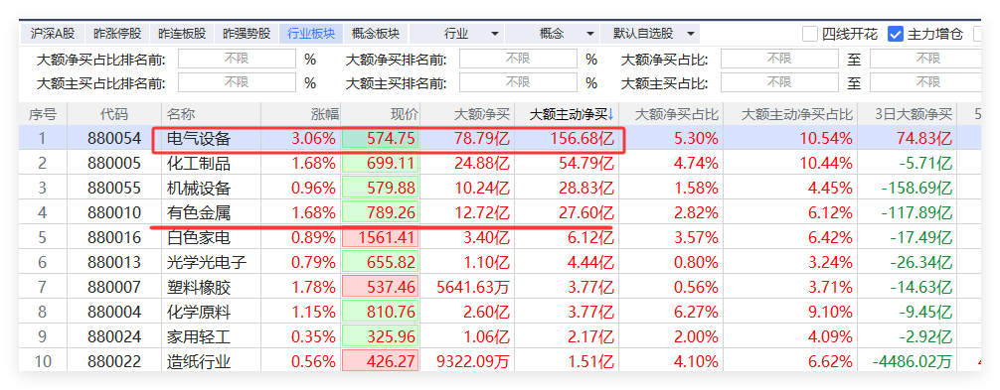 沪深A股 昨涨停股 昨连板股 昨强势股 行业板块 概念板块 行业 概念 默认自选股 四线开花 主力增仓
大额净买占比排名前: 不限 % 大额净买排名前: 不限 % 大额净买占比: 不限 至 不限
大额主买占比排名前: 不限 % 大额主买排名前: 不限 % 大额主买占比: 不限 至 不限
序号 代码 名称 涨幅 现价 大额净买 大额主动净买↓ 大额净买占比 大额主动净买占比 3日大额净买 5
1 880054 电气设备 3.06% 574.75 78.79亿 156.68亿 5.30% 10.54% 74.83亿
2 880005 化工制品 1.68% 699.11 24.88亿 54.79亿 4.74% 10.44% -5.71亿
3 880055 机械设备 0.96% 579.88 10.24亿 28.83亿 1.58% 4.45% -158.69亿
4 880010 有色金属 1.68% 789.26 12.72亿 27.60亿 2.82% 6.12% -117.89亿
5 880016 白色家电 0.89% 1561.41 3.40亿 6.12亿 3.57% 6.42% -17.49亿
6 880013 光学光电子 0.79% 655.82 1.10亿 4.44亿 0.80% 3.24% -26.34亿
7 880007 塑料橡胶 1.78% 537.46 5641.63万 3.77亿 0.56% 3.71% -14.63亿
8 880004 化学原料 1.15% 810.76 2.60亿 3.77亿 6.27% 9.10% -9.45亿
9 880024 家用轻工 0.35% 325.96 1.06亿 2.17亿 2.00% 4.09% -2.92亿
10 880022 造纸行业 0.56% 426.27 9322.09万 1.51亿 4.10% 6.62% -4486.02万